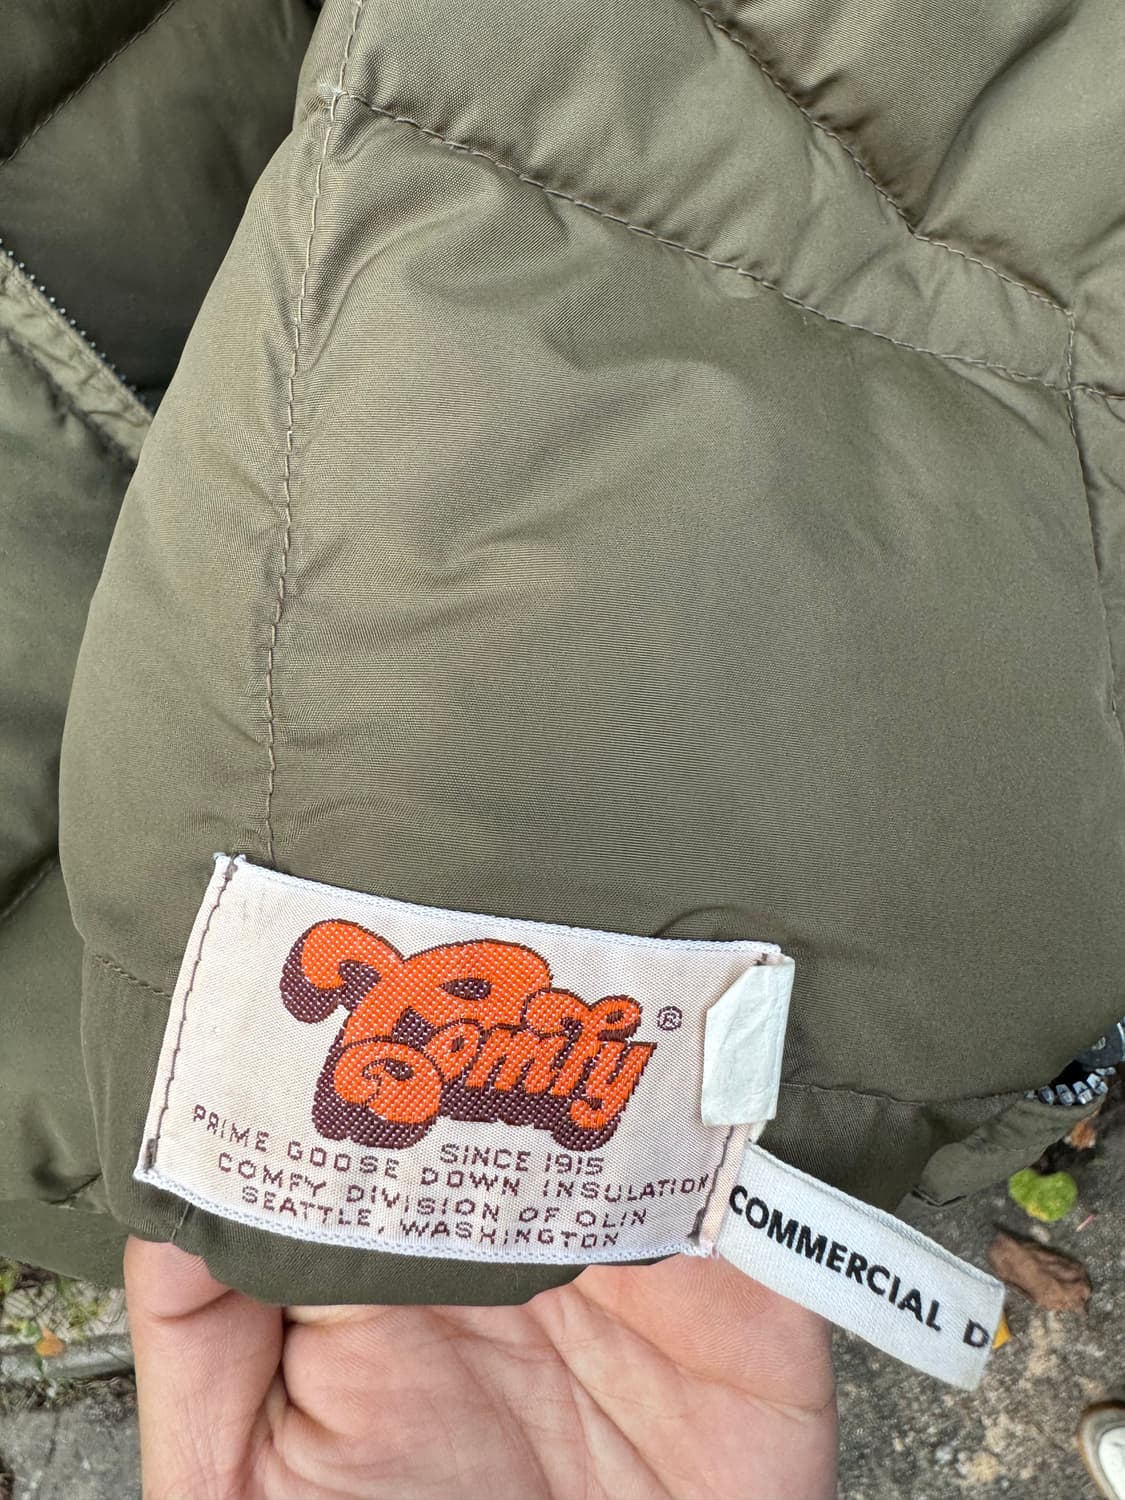 Comfy®
SINCE 1915
PRIME GOOSE DOWN INSULATION
COMFY DIVISION OF OLIN
SEATTLE, WASHINGTON
COMMERCIAL D